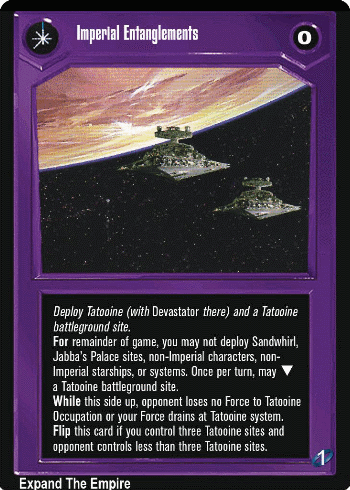 Imperial Entanglements
0
Deploy Tatooine (with Devastator there) and a Tatooine
battleground site.
For remainder of game, you may not deploy Sandwhirl,
Jabba's Palace sites, non-Imperial characters, non-
Imperial starships, or systems. Once per turn, may ▼
a Tatooine battleground site.
While this side up, opponent loses no Force to Tatooine
Occupation or your Force drains at Tatooine system.
Flip this card if you control three Tatooine sites and
opponent controls less than three Tatooine sites.
1
Expand The Empire